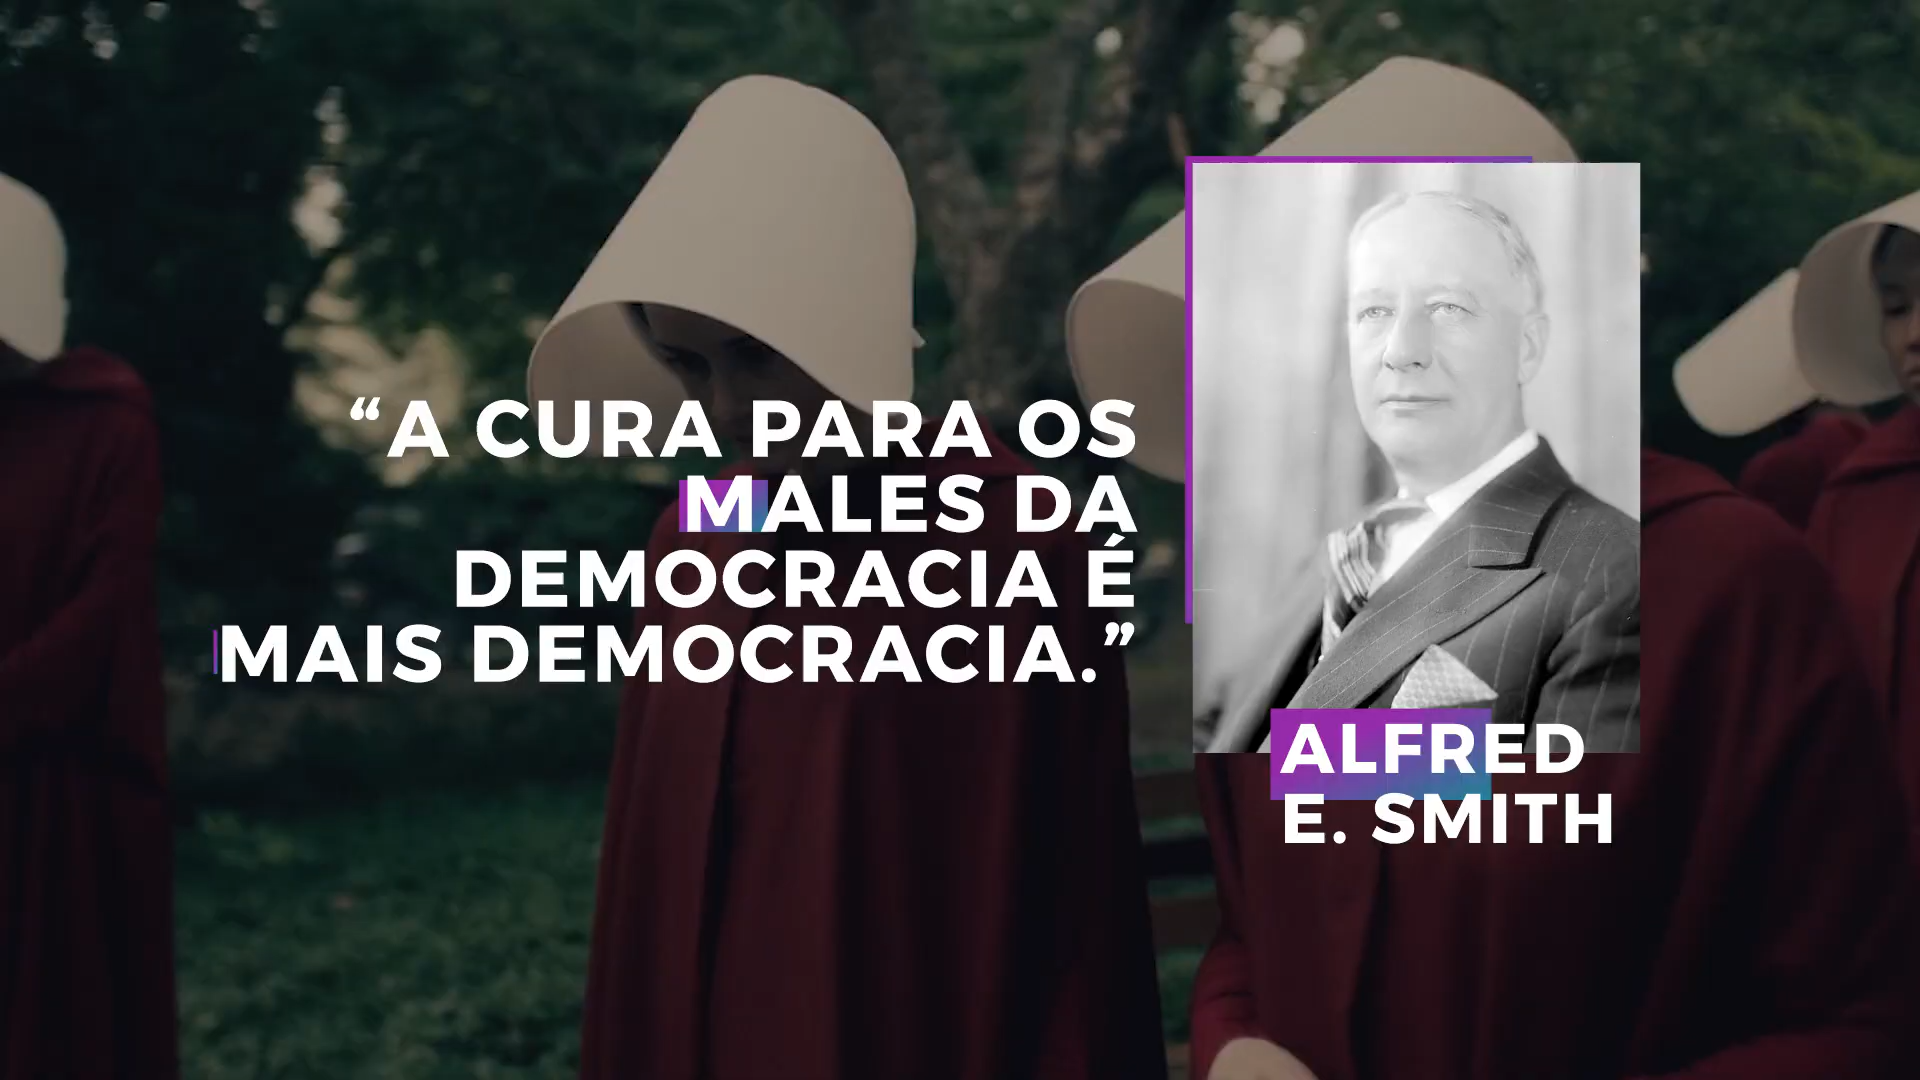 “A CURA PARA OS
MALES DA
DEMOCRACIA É
MAIS DEMOCRACIA.”
ALFRED
E. SMITH